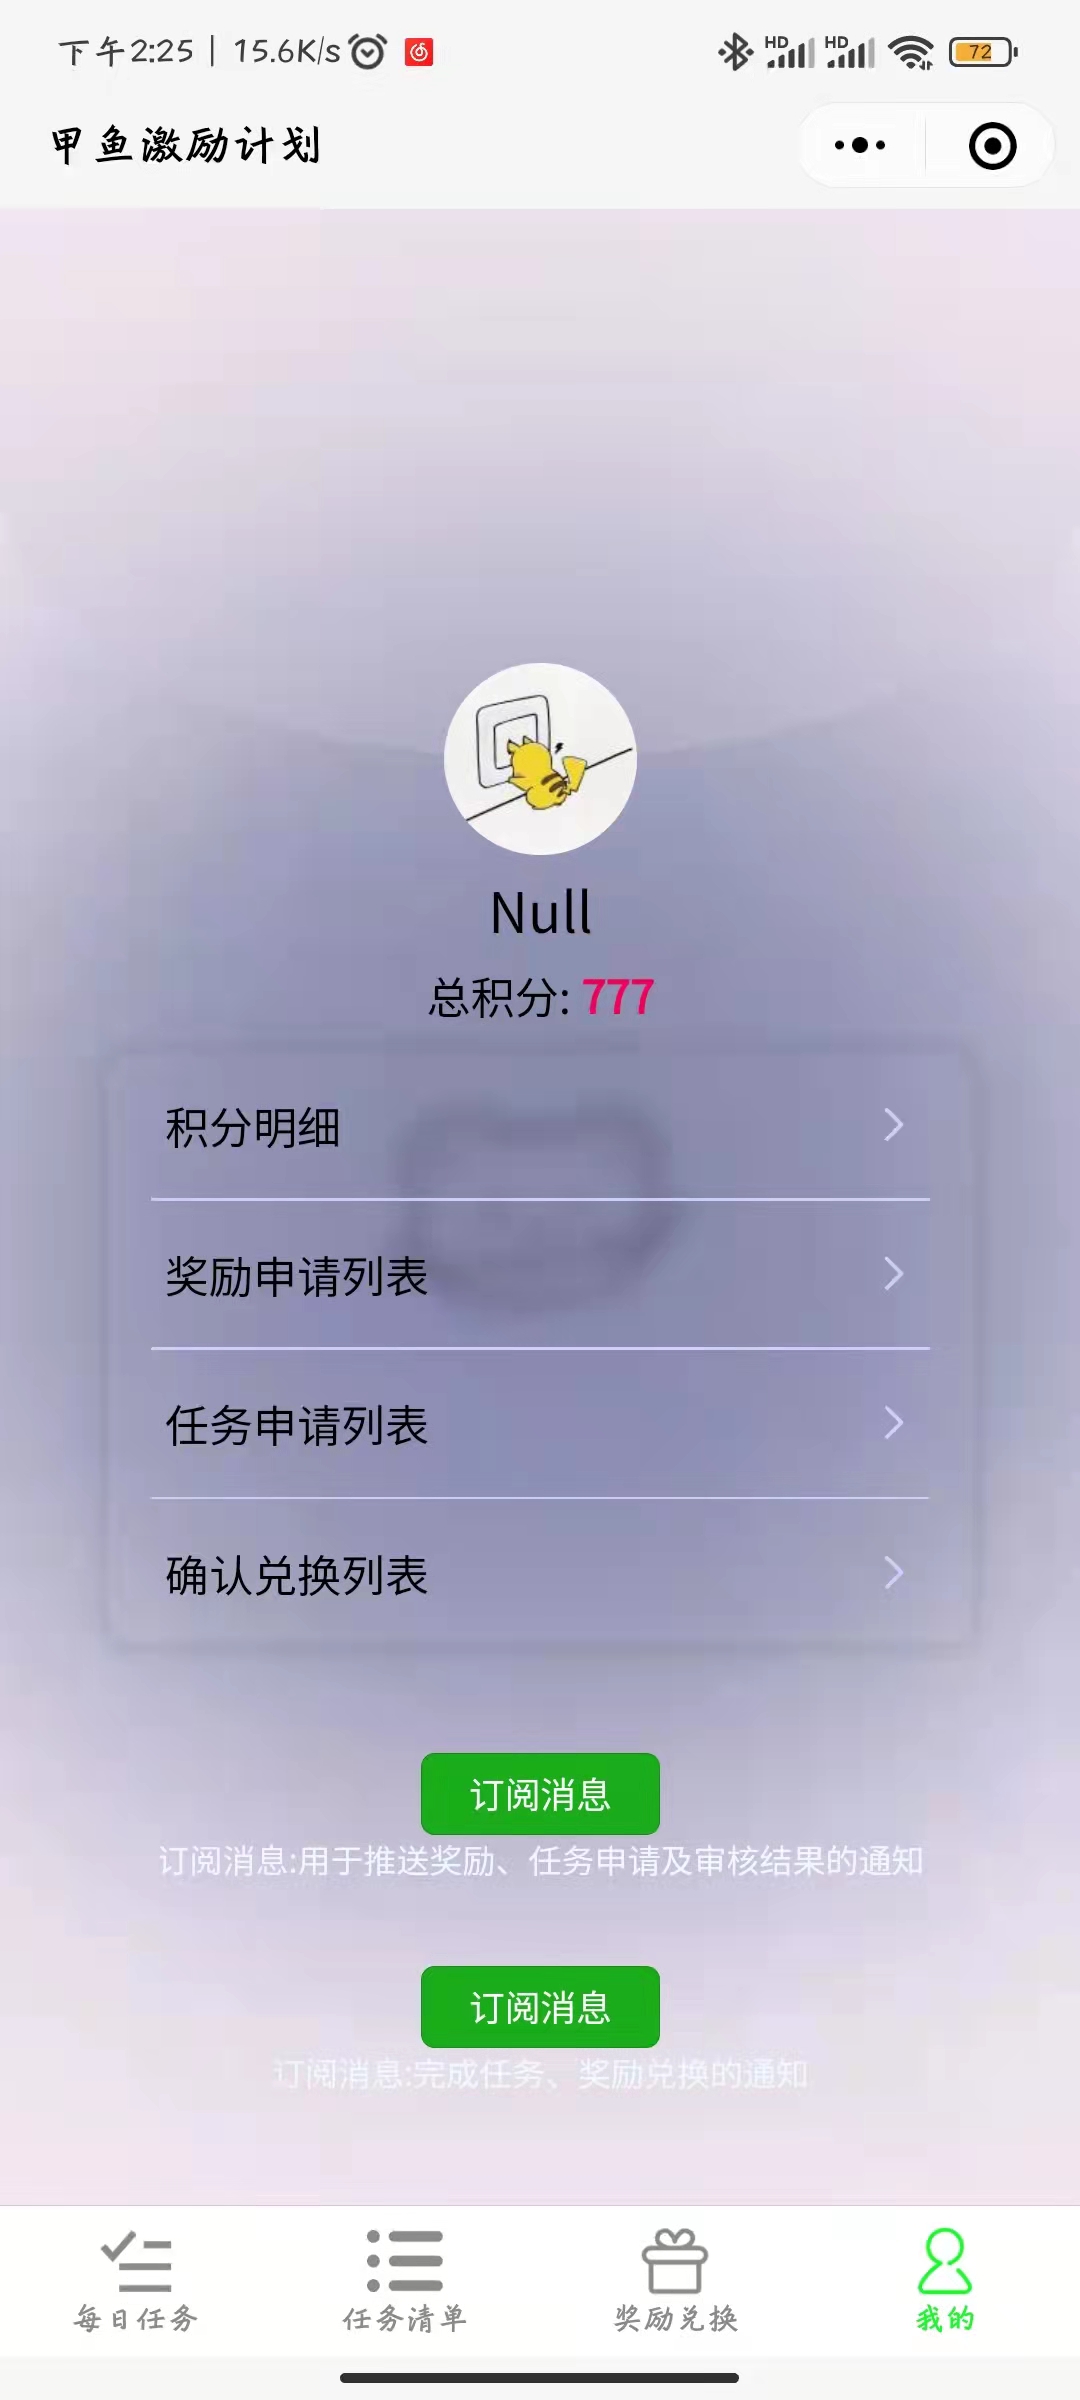 下午2:25 | 15.6K/s
HD HD 72
甲鱼激励计划
Null
总积分: 777
积分明细
奖励申请列表
任务申请列表
确认兑换列表
订阅消息
订阅消息:用于推送奖励、任务申请及审核结果的通知
订阅消息
订阅消息:完成任务、奖励兑换的通知
每日任务 任务清单 奖励兑换 我的